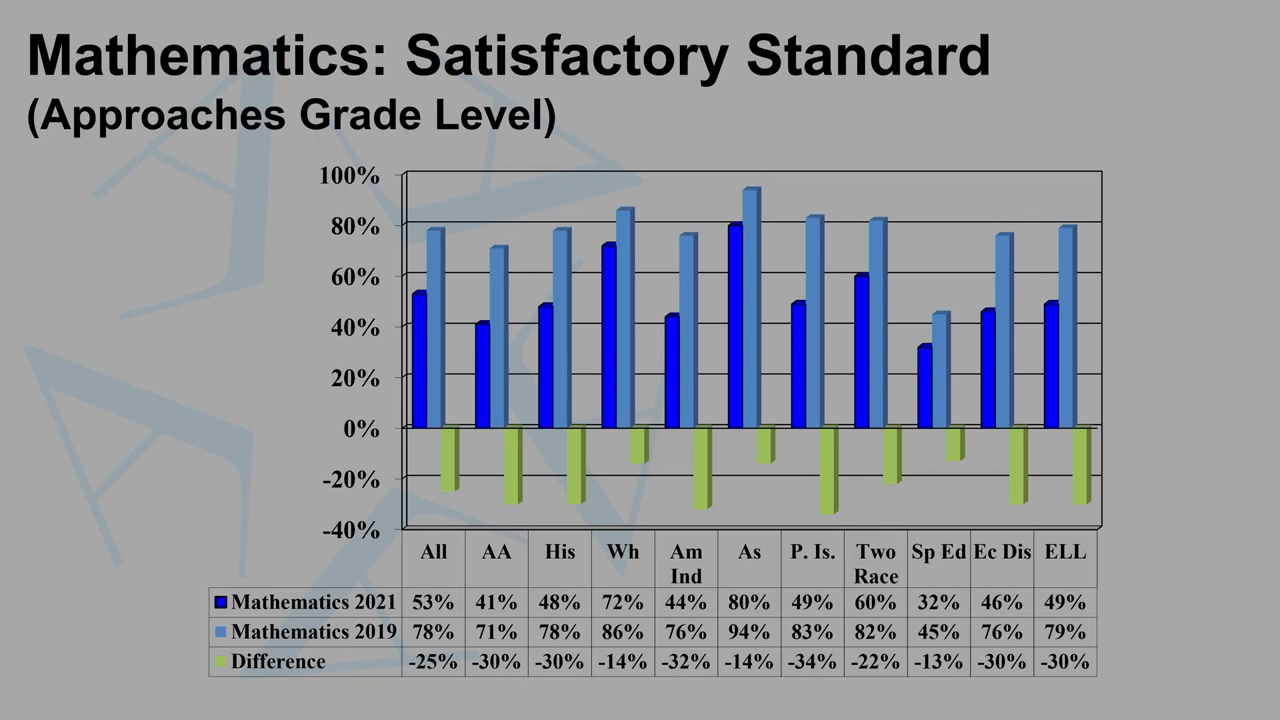 Mathematics: Satisfactory Standard
(Approaches Grade Level)
100%
80%
60%
40%
20%
0%
-20%
-40%
All AA His Wh Am Ind As P. Is. Two Race Sp Ed Ec Dis ELL
Mathematics 2021 53% 41% 48% 72% 44% 80% 49% 60% 32% 46% 49%
Mathematics 2019 78% 71% 78% 86% 76% 94% 83% 82% 45% 76% 79%
Difference -25% -30% -30% -14% -32% -14% -34% -22% -13% -30% -30%